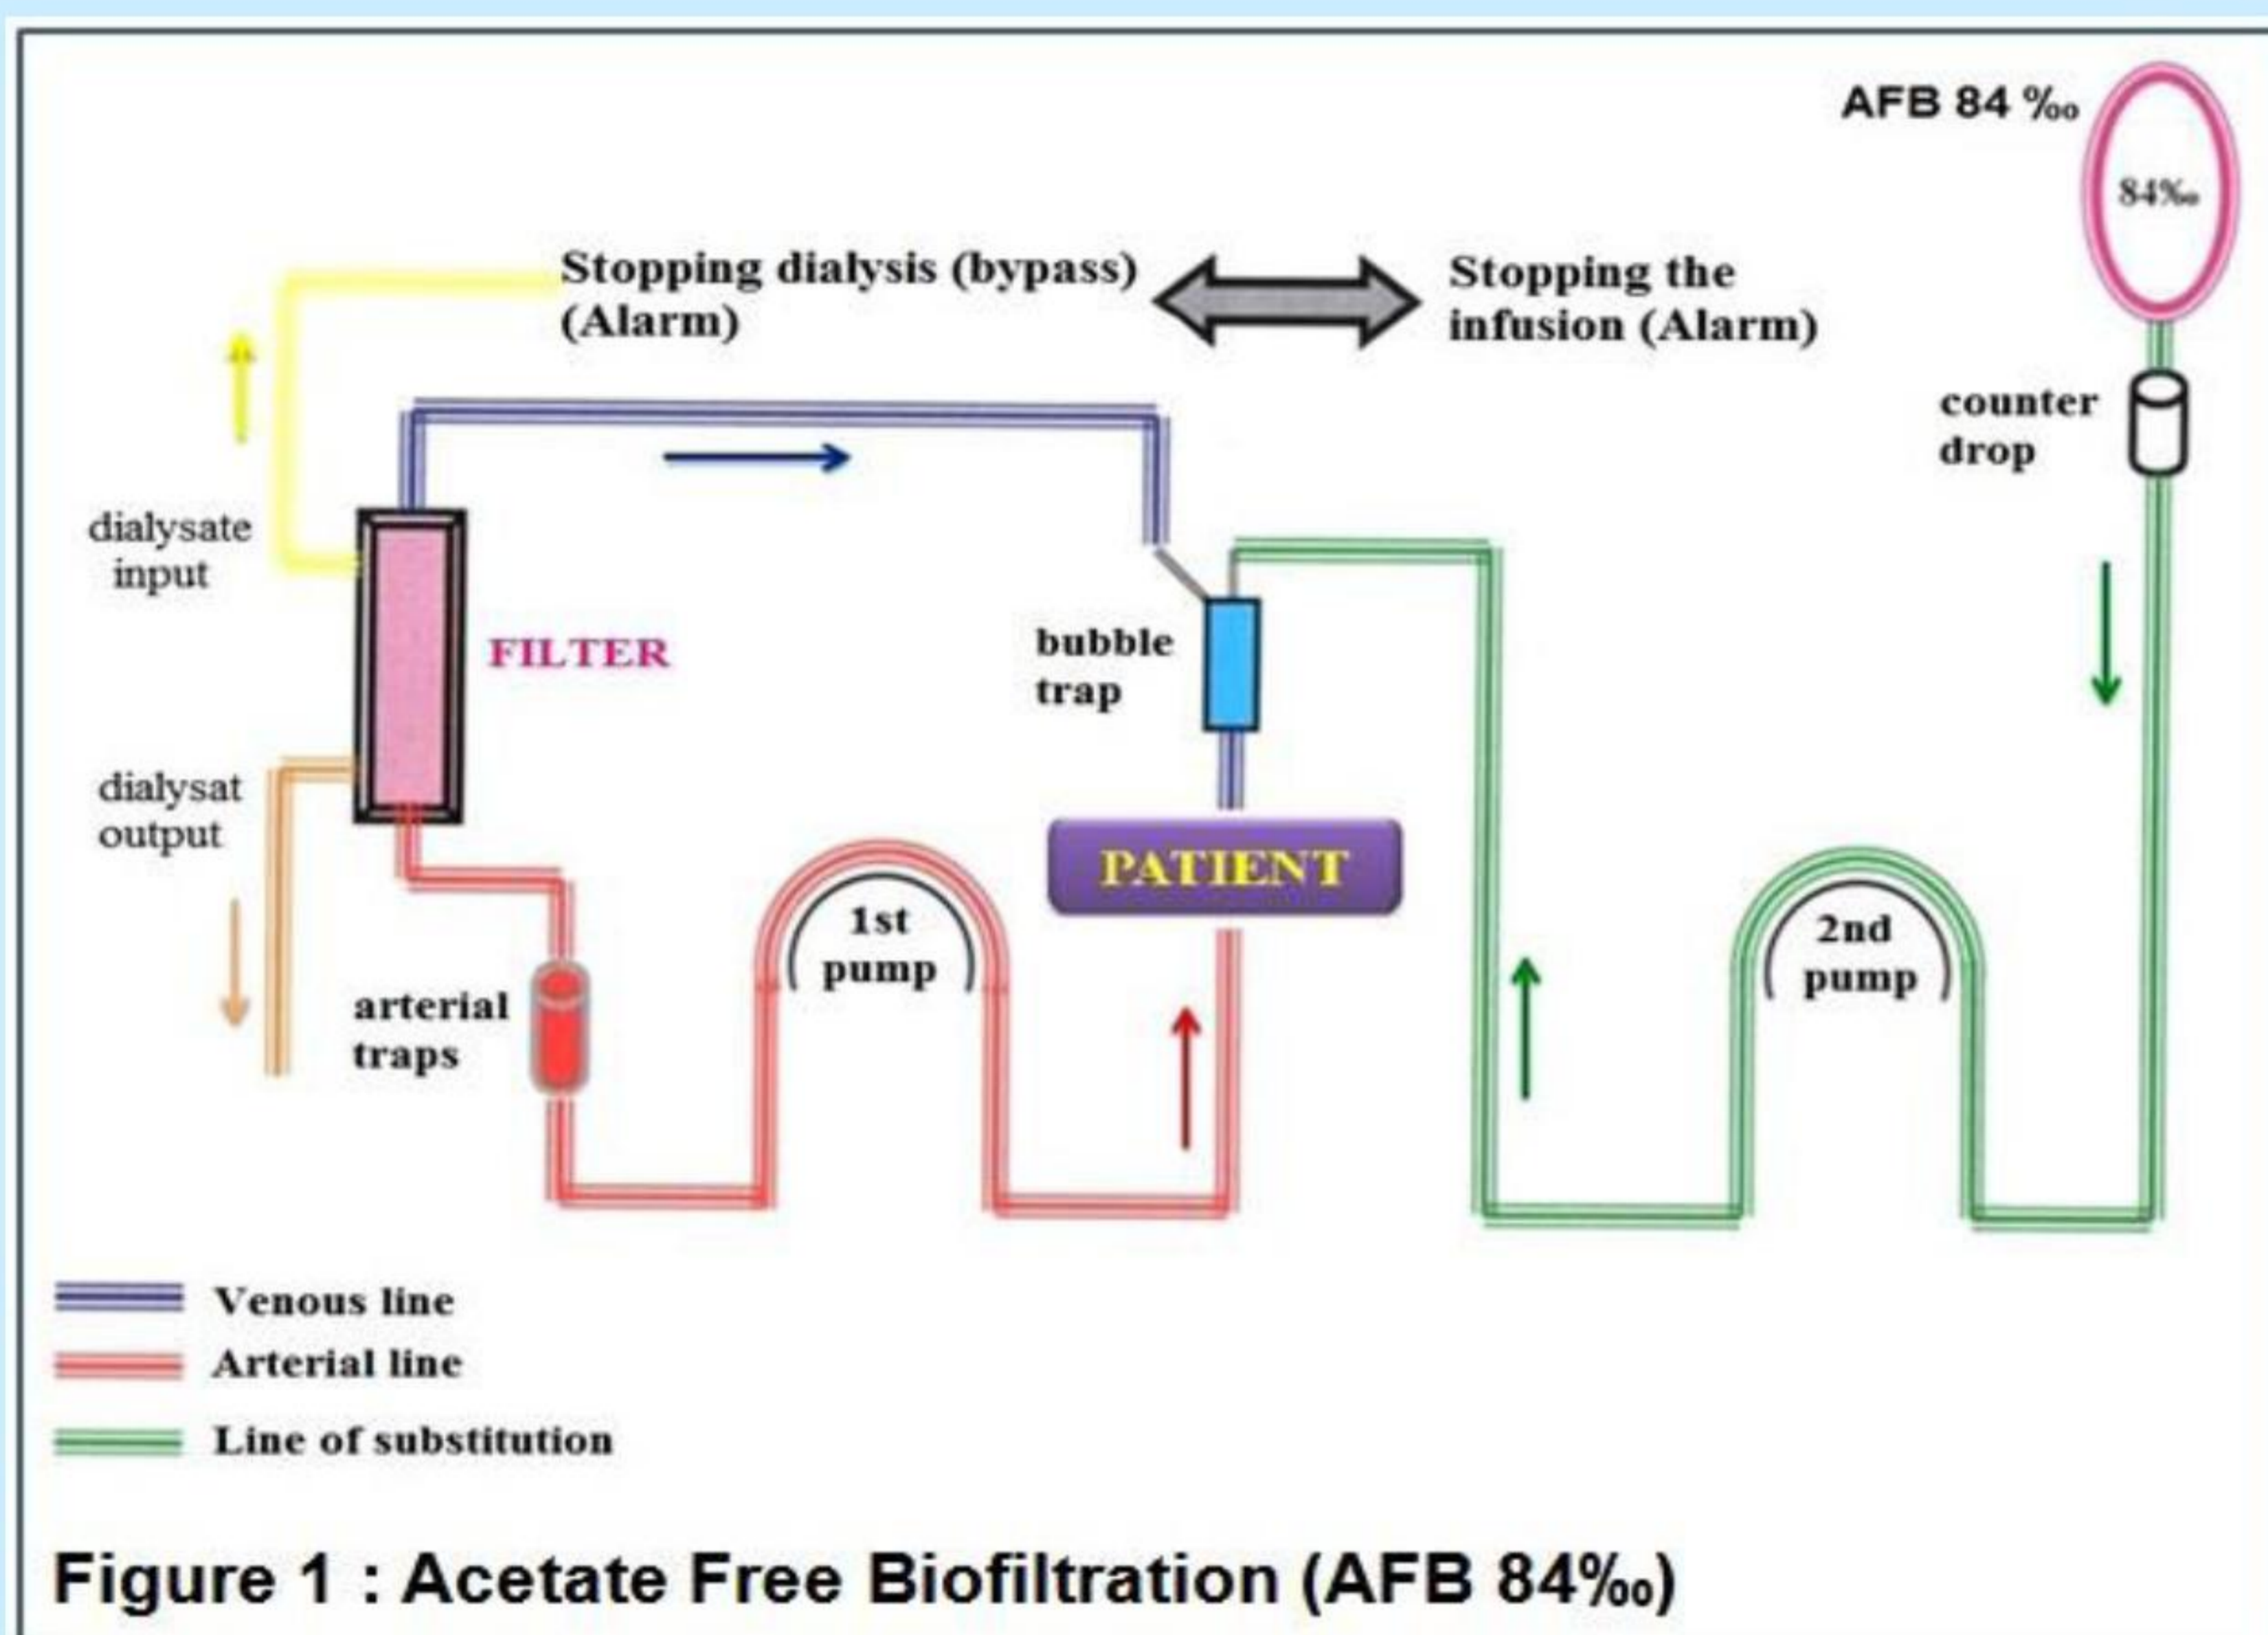 AFB 84 ‰
84‰
Stopping dialysis (bypass)
(Alarm)
Stopping the
infusion (Alarm)
counter
drop
dialysate
input
FILTER
bubble
trap
dialysat
output
PATIENT
1st
pump
2nd
pump
arterial
traps
Venous line
Arterial line
Line of substitution
Figure 1 : Acetate Free Biofiltration (AFB 84‰)